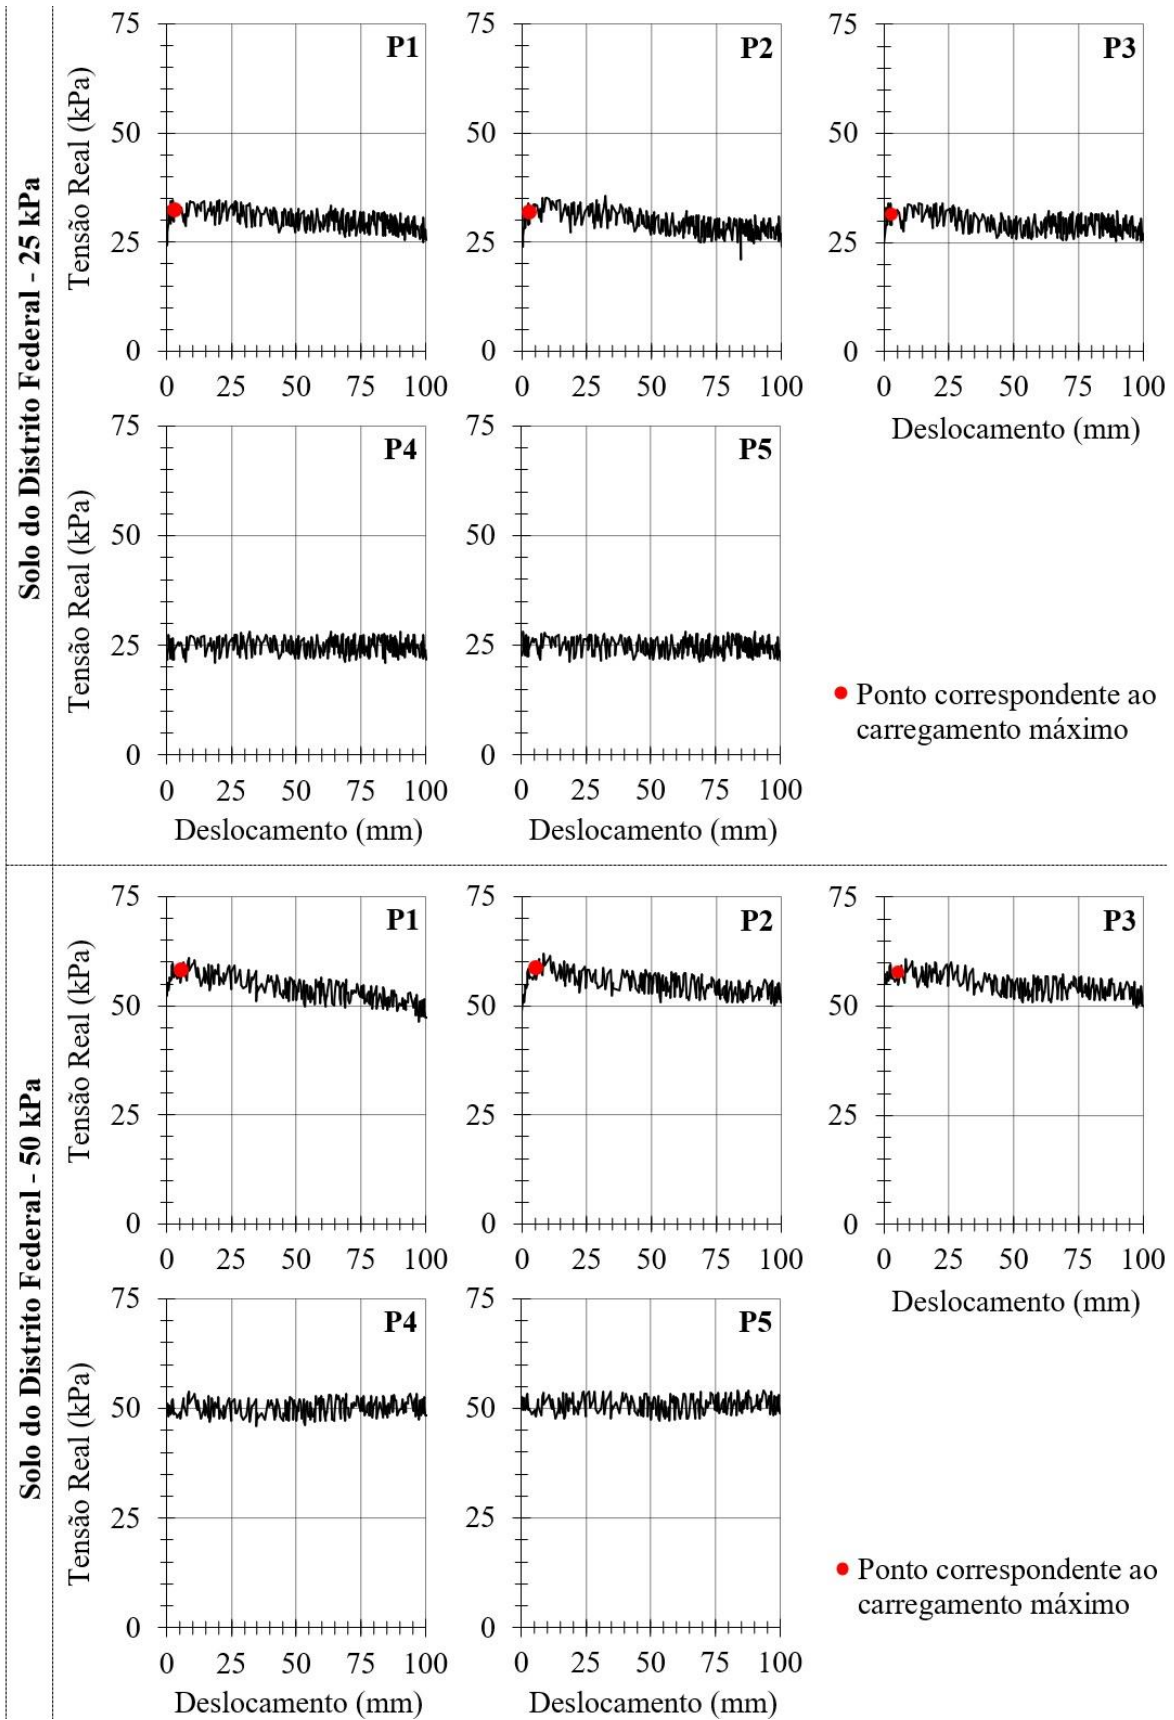 Solo do Distrito Federal - 25 kPa
Tensão Real (kPa)
75
50
25
0
P1
0 25 50 75 100
75
50
25
0
P2
0 25 50 75 100
75
50
25
0
P3
0 25 50 75 100
Deslocamento (mm)
Tensão Real (kPa)
75
50
25
0
P4
0 25 50 75 100
Deslocamento (mm)
75
50
25
0
P5
0 25 50 75 100
Deslocamento (mm)
Ponto correspondente ao
carregamento máximo
Solo do Distrito Federal - 50 kPa
Tensão Real (kPa)
75
50
25
0
P1
0 25 50 75 100
75
50
25
0
P2
0 25 50 75 100
75
50
25
0
P3
0 25 50 75 100
Deslocamento (mm)
Tensão Real (kPa)
75
50
25
0
P4
0 25 50 75 100
Deslocamento (mm)
75
50
25
0
P5
0 25 50 75 100
Deslocamento (mm)
Ponto correspondente ao
carregamento máximo